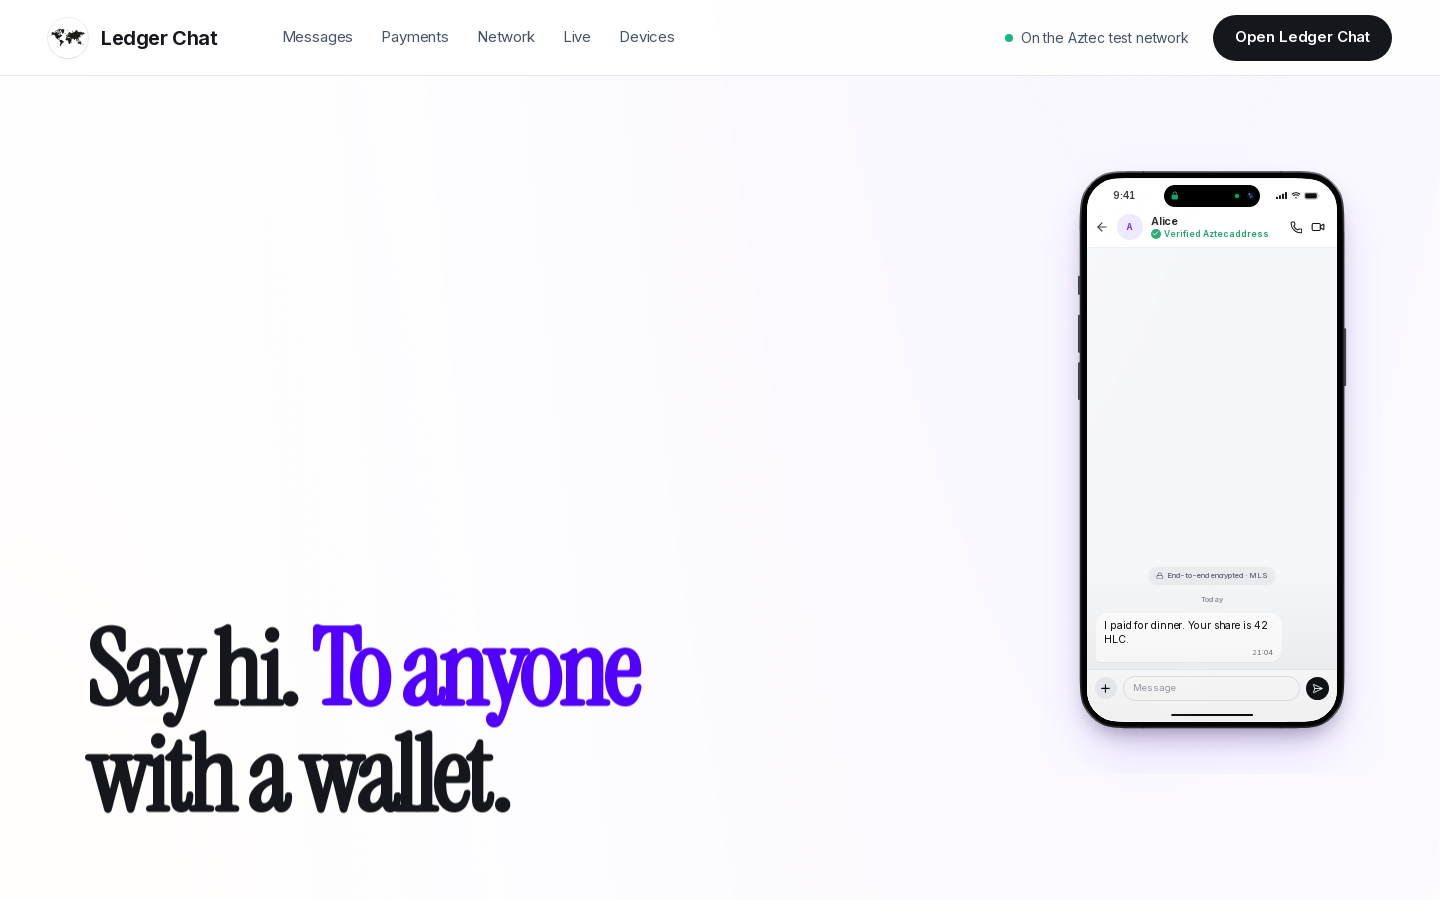 Ledger Chat
Messages
Payments
Network
Live
Devices
On the Aztec test network
Open Ledger Chat
9:41
A
Alice
Verified Aztec address
End-to-end encrypted · MLS
Today
I paid for dinner. Your share is 42
HLC.
21:04
Message
Say hi. To anyone
with a wallet.